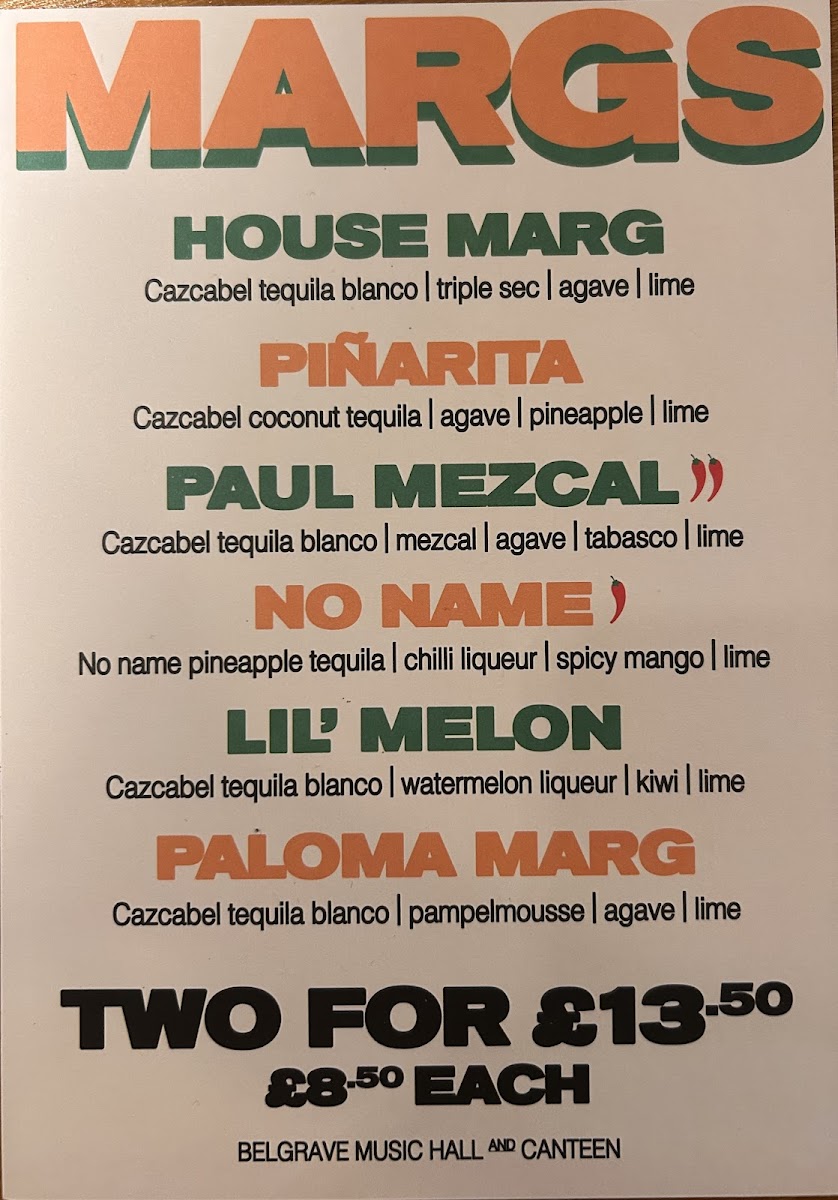 MARGS
HOUSE MARG
Cazcabel tequila blanco | triple sec | agave | lime
PIÑARITA
Cazcabel coconut tequila | agave | pineapple | lime
PAUL MEZCAL
Cazcabel tequila blanco | mezcal | agave | tabasco | lime
NO NAME
No name pineapple tequila | chilli liqueur | spicy mango | lime
LIL’ MELON
Cazcabel tequila blanco | watermelon liqueur | kiwi | lime
PALOMA MARG
Cazcabel tequila blanco | pampelmousse | agave | lime
TWO FOR £13.50
£8.50 EACH
BELGRAVE MUSIC HALL AND CANTEEN